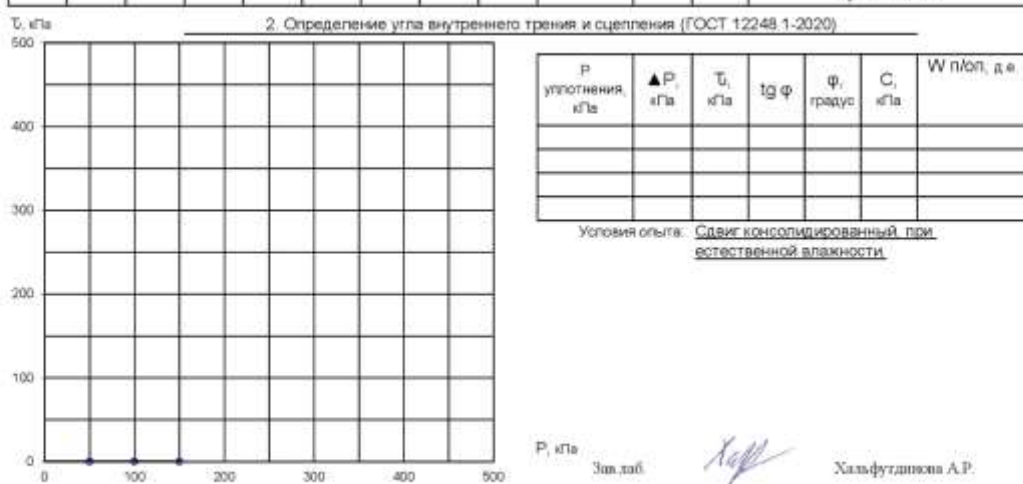 2. Определение угла внутреннего трения и сцепления (ГОСТ 12248.1-2020)
τ, кПа
500
400
300
200
100
0
0 100 200 300 400 500
P, кПа
P уплотнения, кПа ▲P, кПа τ, кПа tg φ φ, градус C, кПа W п/оп, д.е.
Условия опыта: Сдвиг консолидированный, при
естественной влажности.
Зав.лаб. Хальфутдинова А.Р.